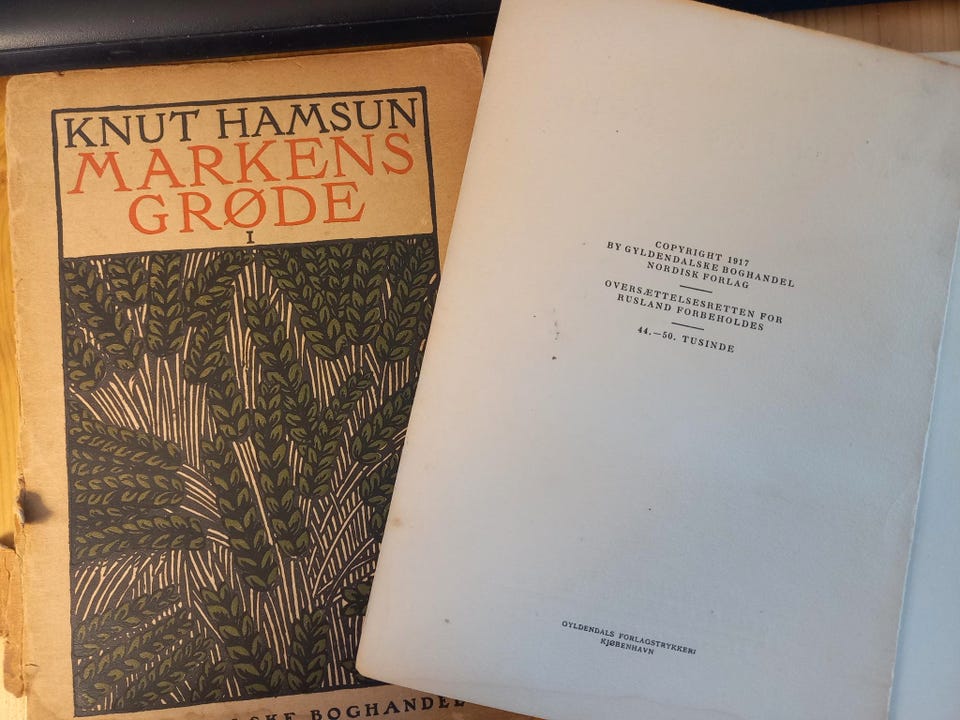 KNUT HAMSUN
MARKENS
GRØDE
I
BOGHANDEL
COPYRIGHT 1917
BY GYLDENDALSKE BOGHANDEL
NORDISK FORLAG
OVERSÆTTELSESRETTEN FOR
RUSLAND FORBEHOLDES
44.—50. TUSINDE
GYLDENDALS FORLAGSTRYKKERI
KJØBENHAVN